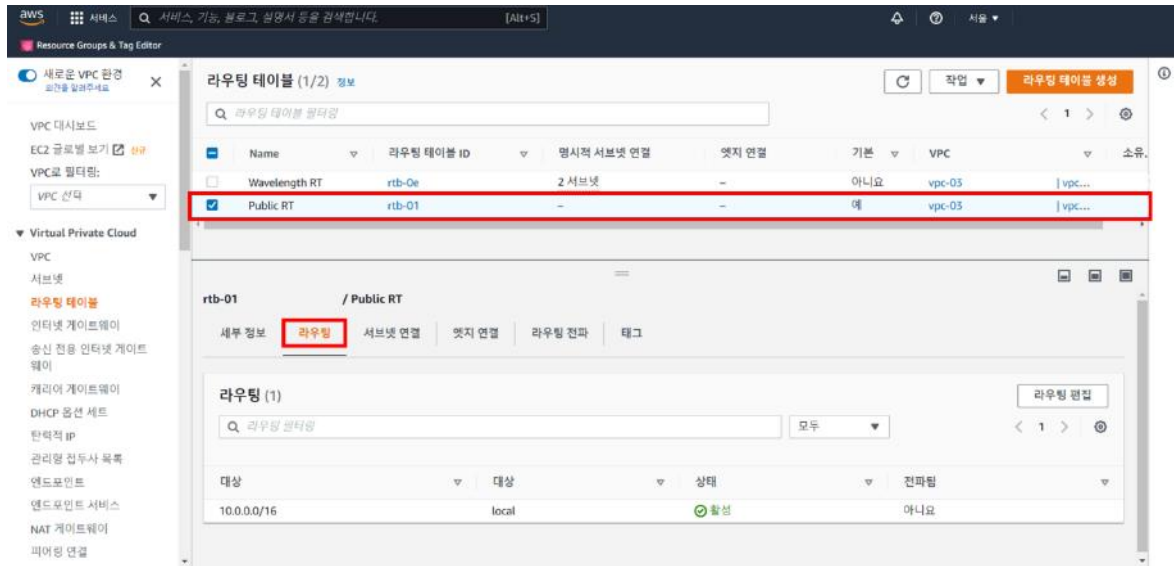 aws
서비스
서비스, 기능, 블로그, 설명서 등을 검색합니다.
[Alt+S]
서울 ▼
Resource Groups & Tag Editor
새로운 VPC 환경
의견을 알려주세요
VPC 대시보드
EC2 글로벌 보기 신규
VPC로 필터링:
VPC 선택
Virtual Private Cloud
VPC
서브넷
라우팅 테이블
인터넷 게이트웨이
송신 전용 인터넷 게이트
웨이
캐리어 게이트웨이
DHCP 옵션 세트
탄력적 IP
관리형 접두사 목록
엔드포인트
엔드포인트 서비스
NAT 게이트웨이
피어링 연결
라우팅 테이블 (1/2) 정보
작업 ▼
라우팅 테이블 생성
라우팅 테이블 필터링
< 1 >
Name 라우팅 테이블 ID 명시적 서브넷 연결 엣지 연결 기본 VPC 소유.
Wavelength RT rtb-0e 2 서브넷 – 아니요 vpc-03 | vpc...
Public RT rtb-01 – – 예 vpc-03 | vpc...
rtb-01 / Public RT
세부 정보 라우팅 서브넷 연결 엣지 연결 라우팅 전파 태그
라우팅 (1)
라우팅 편집
라우팅 필터링
모두
< 1 >
대상 대상 상태 전파됨
10.0.0.0/16 local 활성 아니요